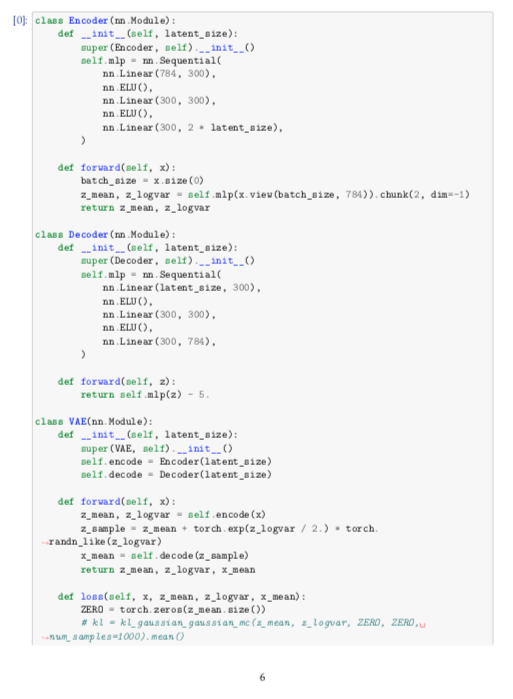 [0]: class Encoder(nn.Module):
    def __init__(self, latent_size):
        super(Encoder, self).__init__()
        self.mlp = nn.Sequential(
            nn.Linear(784, 300),
            nn.ELU(),
            nn.Linear(300, 300),
            nn.ELU(),
            nn.Linear(300, 2 * latent_size),
        )
    def forward(self, x):
        batch_size = x.size(0)
        z_mean, z_logvar = self.mlp(x.view(batch_size, 784)).chunk(2, dim=-1)
        return z_mean, z_logvar
class Decoder(nn.Module):
    def __init__(self, latent_size):
        super(Decoder, self).__init__()
        self.mlp = nn.Sequential(
            nn.Linear(latent_size, 300),
            nn.ELU(),
            nn.Linear(300, 300),
            nn.ELU(),
            nn.Linear(300, 784),
        )
    def forward(self, z):
        return self.mlp(z) - 5.
class VAE(nn.Module):
    def __init__(self, latent_size):
        super(VAE, self).__init__()
        self.encode = Encoder(latent_size)
        self.decode = Decoder(latent_size)
    def forward(self, x):
        z_mean, z_logvar = self.encode(x)
        z_sample = z_mean + torch.exp(z_logvar / 2.) * torch.
→randn_like(z_logvar)
        x_mean = self.decode(z_sample)
        return z_mean, z_logvar, x_mean
    def loss(self, x, z_mean, z_logvar, x_mean):
        ZERO = torch.zeros(z_mean.size())
        # kl = kl_gaussian_gaussian_mc(z_mean, z_logvar, ZERO, ZERO,␣
→num_samples=1000).mean()
6